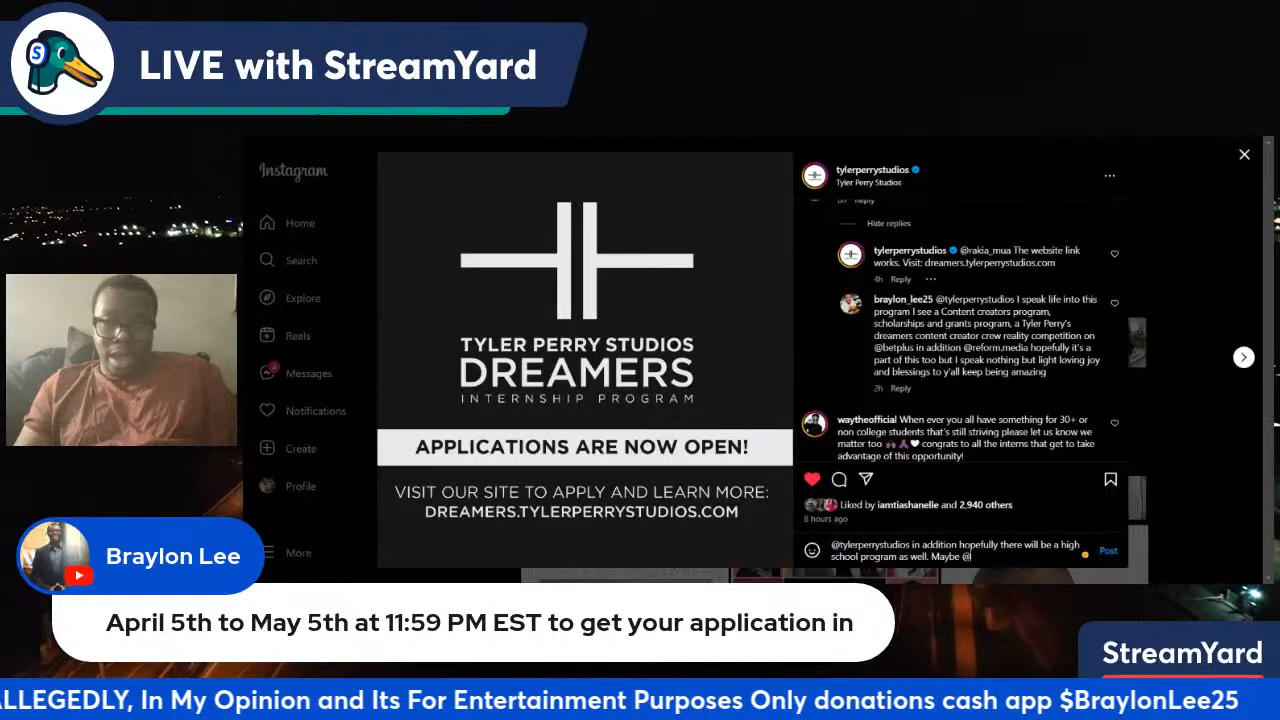 S
LIVE with StreamYard
Instagram
Home
Search
Explore
Reels
4
Messages
Notifications
Create
Profile
More
TYLER PERRY STUDIOS
DREAMERS
INTERNSHIP PROGRAM
APPLICATIONS ARE NOW OPEN!
VISIT OUR SITE TO APPLY AND LEARN MORE:
DREAMERS.TYLERPERRYSTUDIOS.COM
tylerperrystudios
Tyler Perry Studios
Reply
Hide replies
tylerperrystudios @rakia_mua The website link
works. Visit: dreamers.tylerperrystudios.com
4h Reply
braylon_lee25 @tylerperrystudios I speak life into this
program I see a Content creators program,
scholarships and grants program, a Tyler Perry's
dreamers content creator crew reality competition on
@betplus in addition @reform.media hopefully it's a
part of this too but I speak nothing but light loving joy
and blessings to y'all keep being amazing
2h Reply
waytheofficial When ever you all have something for 30+ or
non college students that's still striving please let us know we
matter too 🙌🏾 🙏🏾 🤍 congrats to all the interns that get to take
advantage of this opportunity!
Liked by iamtiashanelle and 2,940 others
8 hours ago
@tylerperrystudios in addition hopefully there will be a high
school program as well. Maybe @
Post
Braylon Lee
April 5th to May 5th at 11:59 PM EST to get your application in
StreamYard
ALLEGEDLY, In My Opinion and Its For Entertainment Purposes Only donations cash app $BraylonLee25